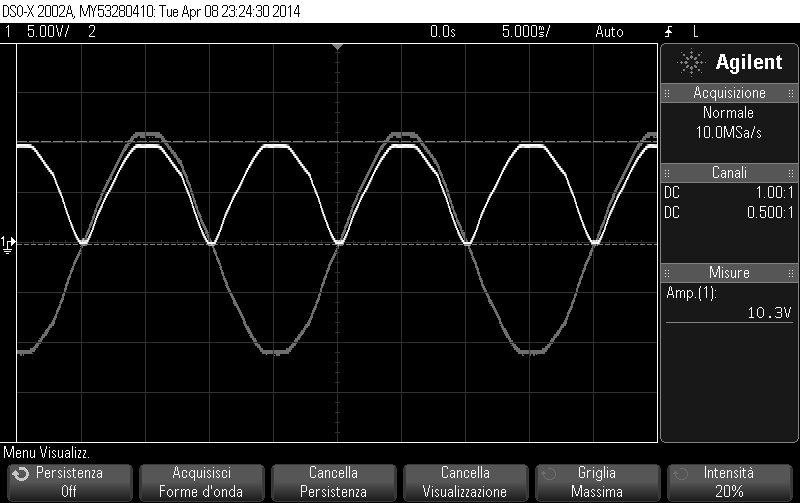 DSO-X 2002A, MY53280410: Tue Apr 08 23:24:30 2014
1 5.00V/ 2 0.0s 5.000ms/ Auto L
Agilent
Acquisizione
Normale
10.0MSa/s
Canali
DC 1.00:1
DC 0.500:1
Misure
Amp.(1):
10.3V
1
Menu Visualizz.
Persistenza
Off
Acquisisci
Forme d'onda
Cancella
Persistenza
Cancella
Visualizzazione
Griglia
Massima
Intensità
20%